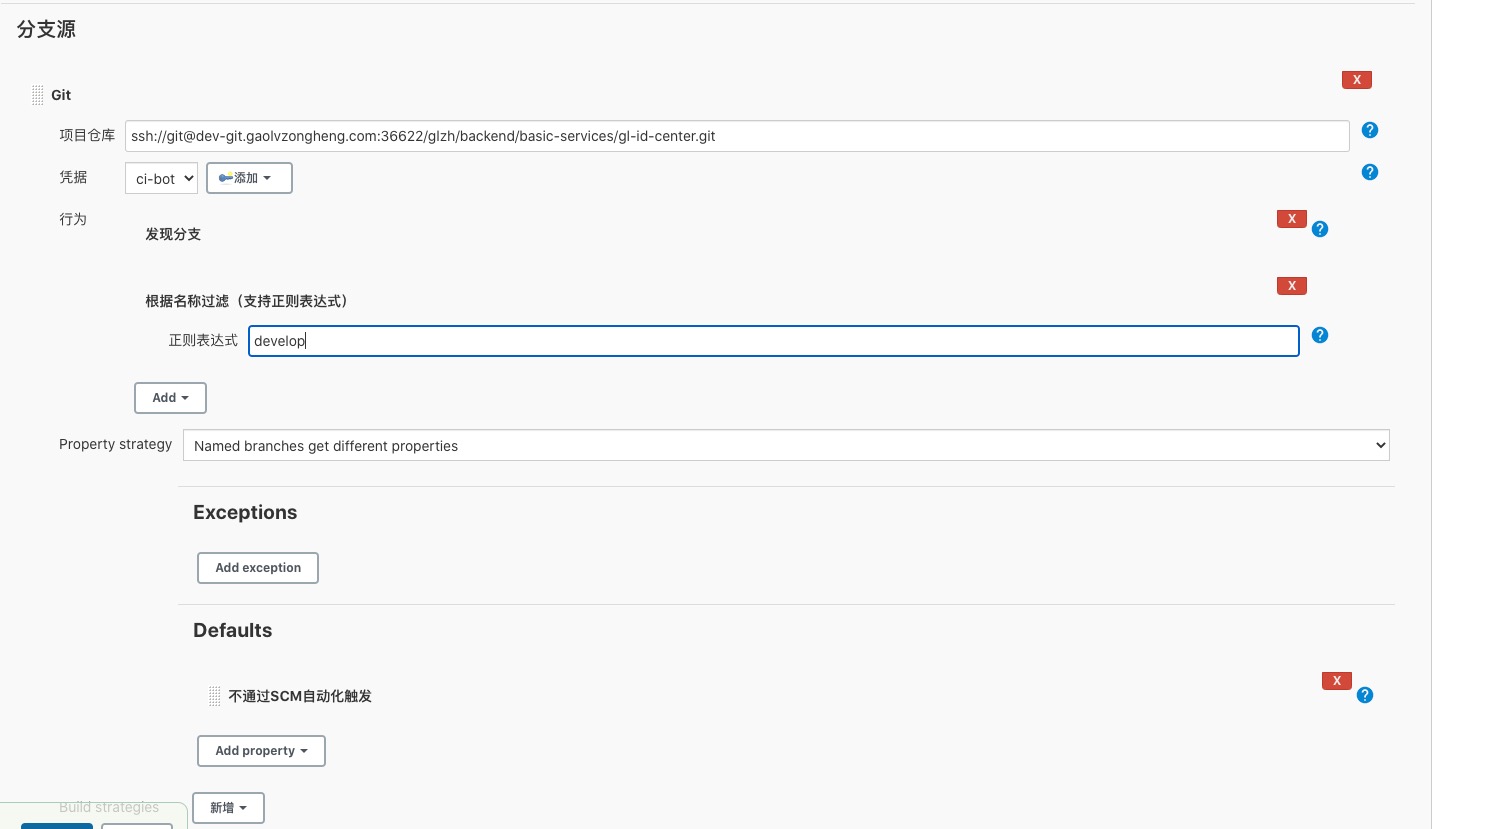 分支源
X
Git
项目仓库 ssh://git@dev-git.gaolvzongheng.com:36622/glzh/backend/basic-services/gl-id-center.git ?
凭据 ci-bot 添加 ?
行为
发现分支 X ?
根据名称过滤（支持正则表达式） X
正则表达式 develop ?
Add
Property strategy Named branches get different properties
Exceptions
Add exception
Defaults
不通过SCM自动化触发 X ?
Add property
Build strategies 新增